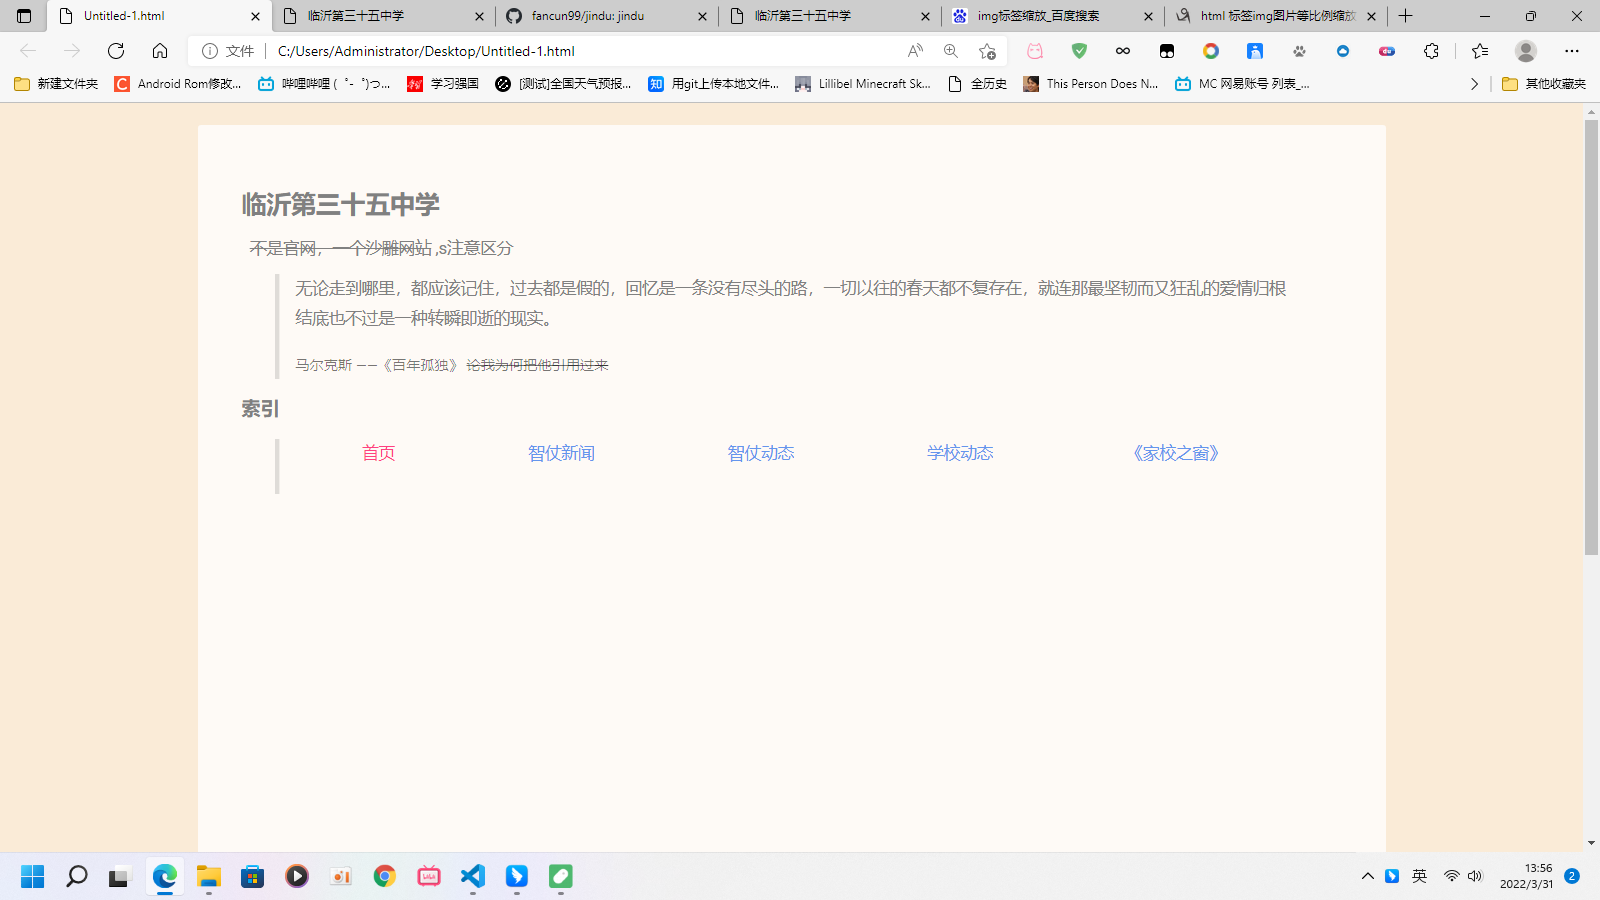 Untitled-1.html
临沂第三十五中学
fancun99/jindu: jindu
临沂第三十五中学
img标签缩放_百度搜索
html 标签img图片等比例缩放
文件
C:/Users/Administrator/Desktop/Untitled-1.html
新建文件夹
Android Rom修改...
哔哩哔哩 ( ゜- ゜)つ...
学习强国
[测试]全国天气预报...
用git上传本地文件...
Lillibel Minecraft Sk...
全历史
This Person Does N...
MC 网易账号 列表_...
其他收藏夹
临沂第三十五中学
不是官网，一个沙雕网站 ,s注意区分
无论走到哪里，都应该记住，过去都是假的，回忆是一条没有尽头的路，一切以往的春天都不复存在，就连那最坚韧而又狂乱的爱情归根
结底也不过是一种转瞬即逝的现实。
马尔克斯 ——《百年孤独》 论我为何把他引用过来
索引
首页
智仗新闻
智仗动态
学校动态
《家校之窗》
英
13:56
2022/3/31
2